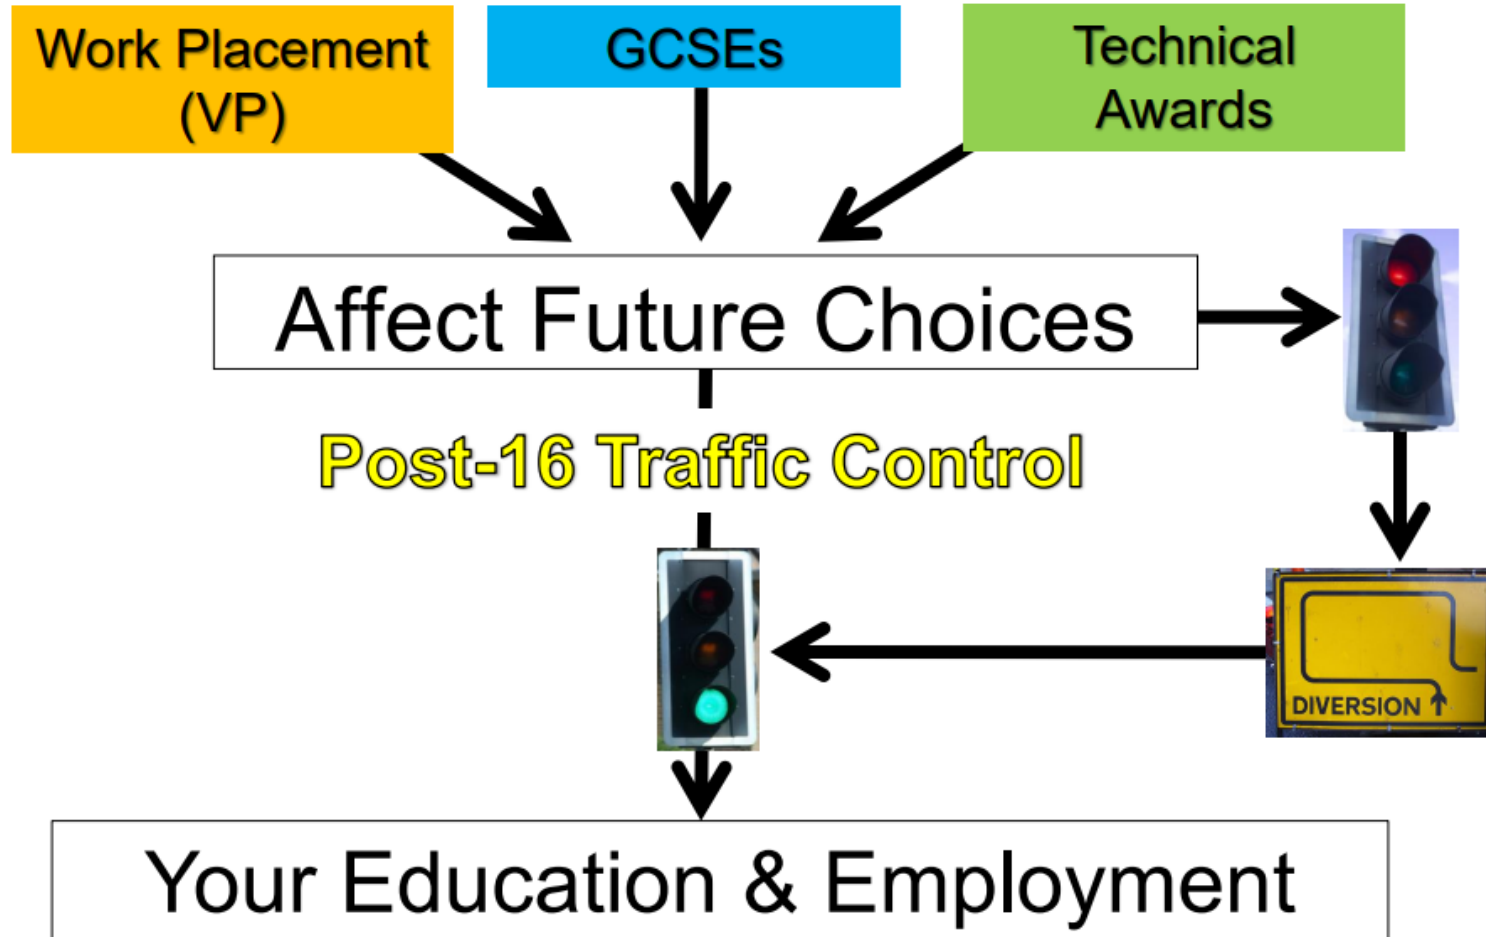 Work Placement
(VP)
GCSEs
Technical
Awards
Affect Future Choices
Post-16 Traffic Control
DIVERSION
Your Education & Employment